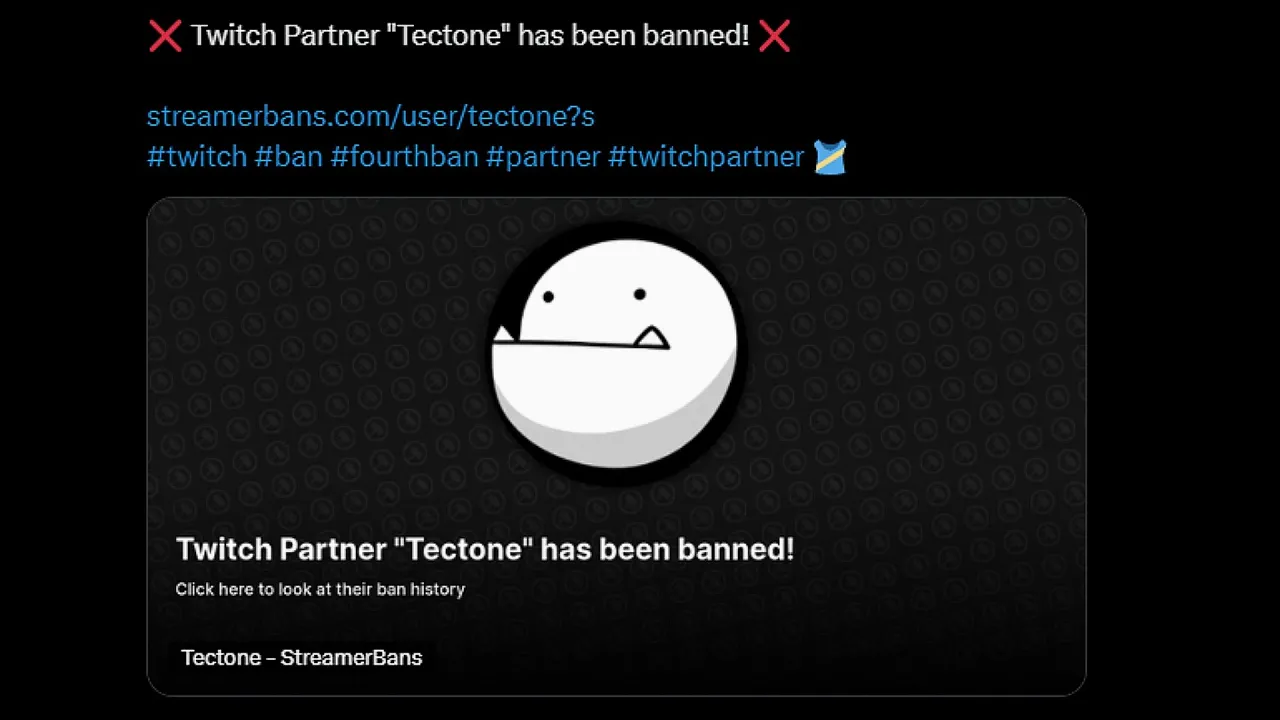 ❌ Twitch Partner "Tectone" has been banned! ❌
streamerbans.com/user/tectone?s
#twitch #ban #fourthban #partner #twitchpartner 🎽
Twitch Partner "Tectone" has been banned!
Click here to look at their ban history
Tectone – StreamerBans